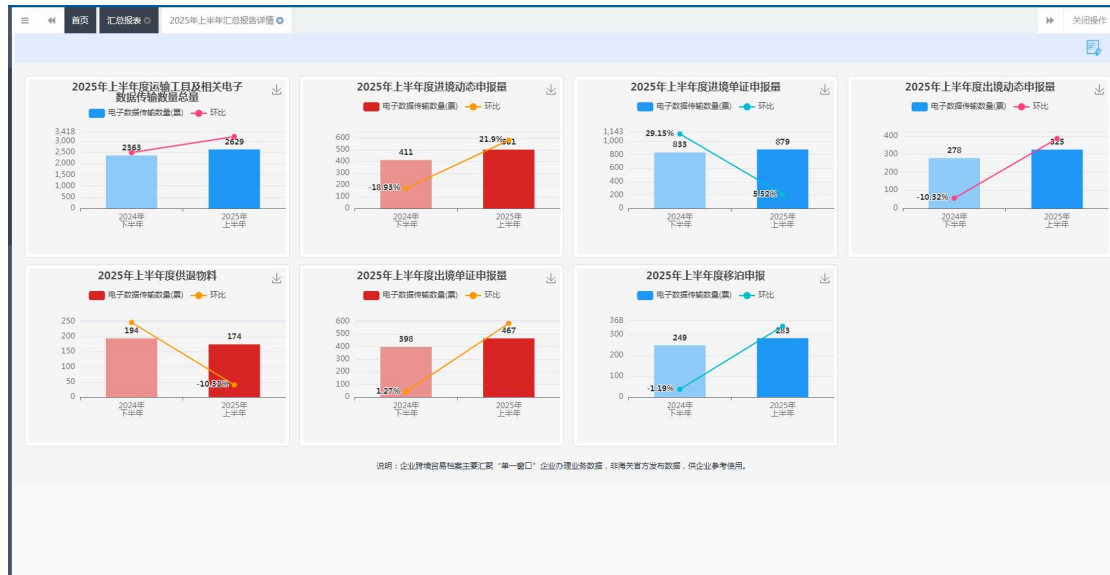 首页 汇总报表 2025年上半年汇总报告详情 关闭操作
2025年上半年度运输工具及相关电子
数据传输数量总量
电子数据传输数量(票) 环比
3,418
3,000
2,500
2,000
1,500
1,000
500
0
2363
2629
2024年
下半年
2025年
上半年
2025年上半年度进境动态申报量
电子数据传输数量(票) 环比
600
500
400
300
200
100
0
411
-18.93%
21.9%
501
2024年
下半年
2025年
上半年
2025年上半年度进境单证申报量
电子数据传输数量(票) 环比
1,143
1,000
800
600
400
200
0
29.15%
833
879
5.52%
2024年
下半年
2025年
上半年
2025年上半年度出境动态申报量
电子数据传输数量(票) 环比
400
300
200
100
0
278
-10.32%
325
2024年
下半年
2025年
上半年
2025年上半年度供退物料
电子数据传输数量(票) 环比
250
200
150
100
50
0
194
174
-10.31%
2024年
下半年
2025年
上半年
2025年上半年度出境单证申报量
电子数据传输数量(票) 环比
600
500
400
300
200
100
0
398
1.27%
467
2024年
下半年
2025年
上半年
2025年上半年度移泊申报
电子数据传输数量(票) 环比
368
300
200
100
0
249
-1.19%
283
2024年
下半年
2025年
上半年
说明：企业跨境贸易档案主要汇聚“单一窗口”企业办理业务数据，非海关官方发布数据，供企业参考使用。